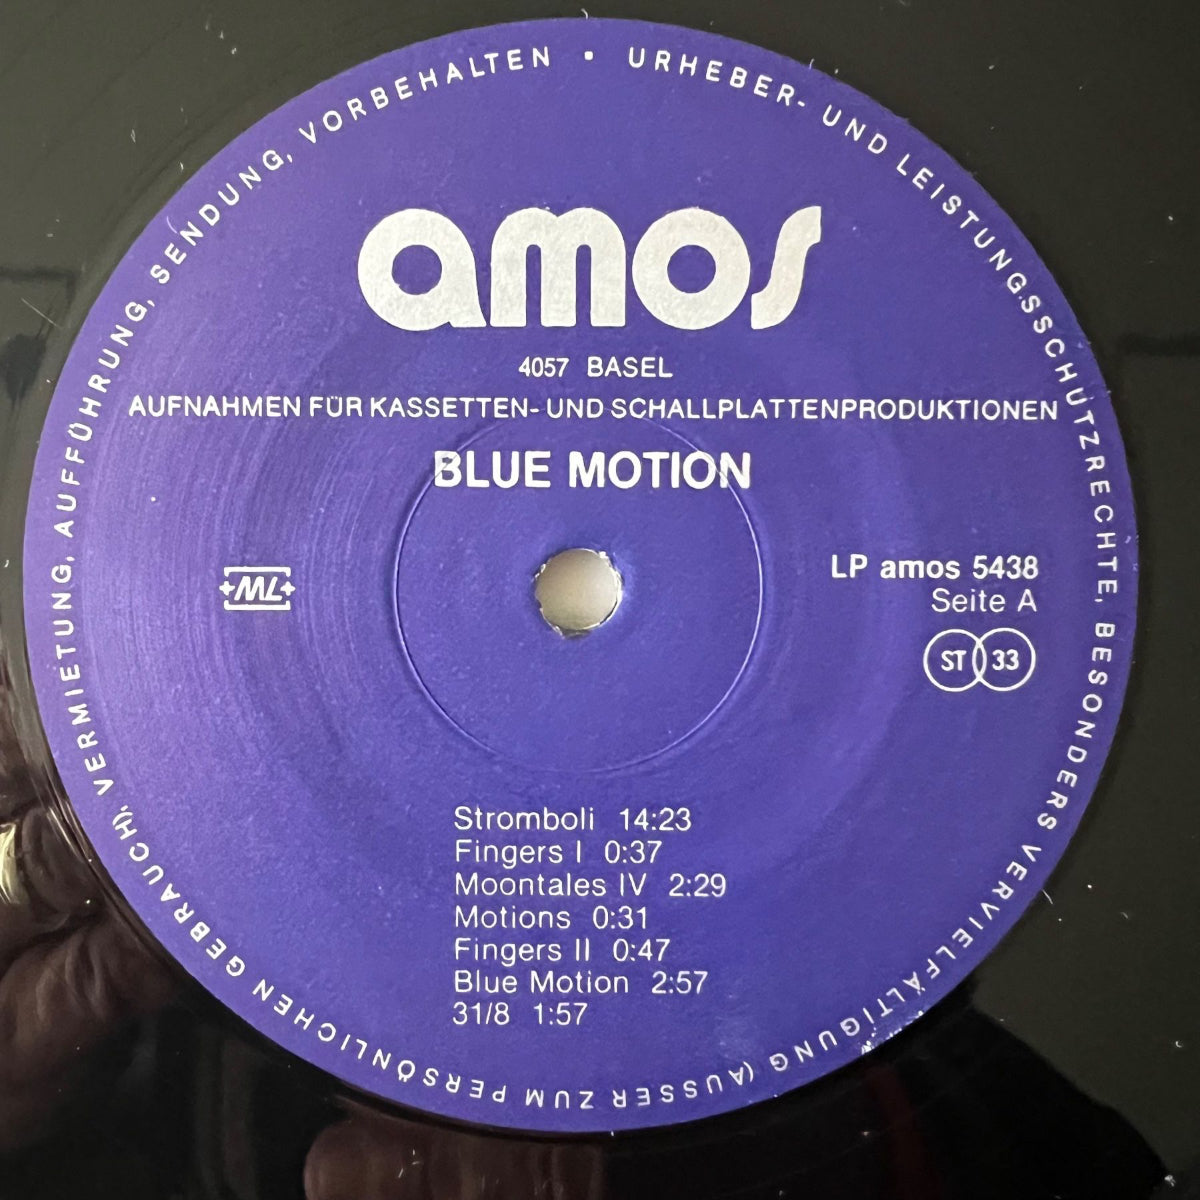 URHEBER- UND LEISTUNGSSCHUTZRECHTE, BESONDERS VERVIELFÄLTIGUNG (AUSSER ZUM PERSÖNLICHEN GEBRAUCH), VERMIETUNG, AUFFÜHRUNG, SENDUNG, VORBEHALTEN •
amos
4057 BASEL
AUFNAHMEN FÜR KASSETTEN- UND SCHALLPLATTENPRODUKTIONEN
BLUE MOTION
+ML+
LP amos 5438
Seite A
ST 33
Stromboli 14:23
Fingers I 0:37
Moontales IV 2:29
Motions 0:31
Fingers II 0:47
Blue Motion 2:57
31/8 1:57